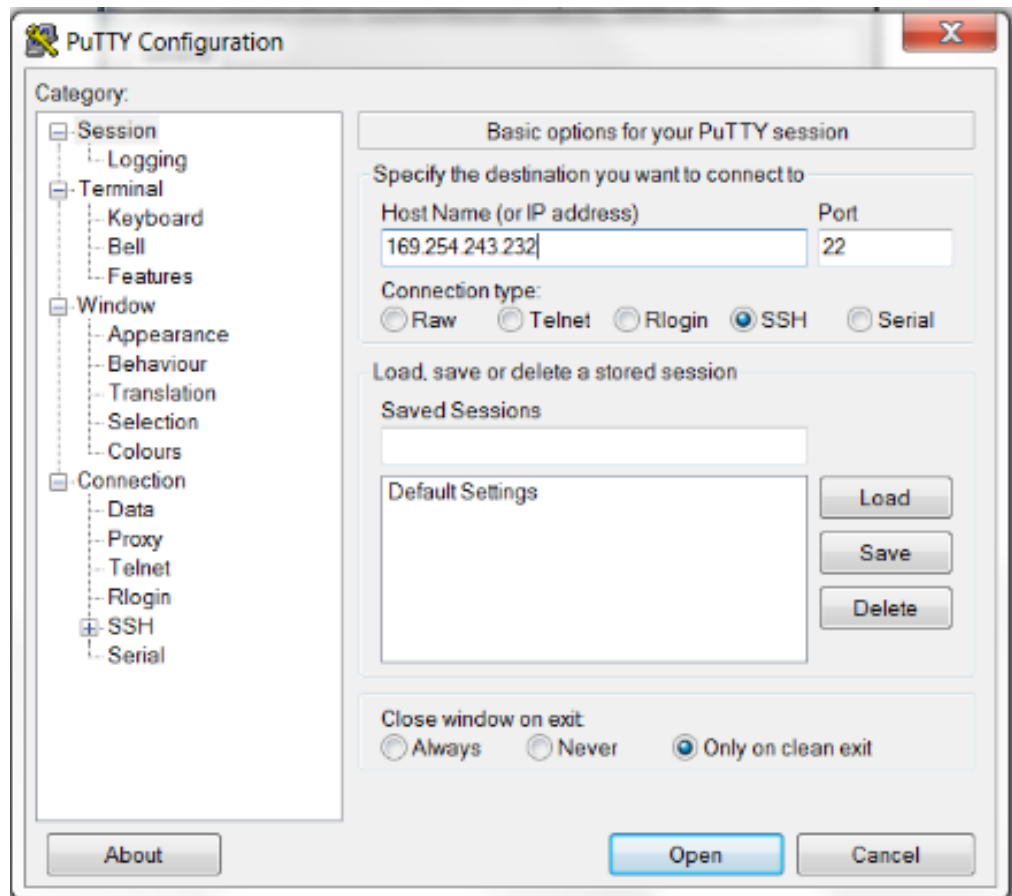 PuTTY Configuration
Category:
Session
Logging
Terminal
Keyboard
Bell
Features
Window
Appearance
Behaviour
Translation
Selection
Colours
Connection
Data
Proxy
Telnet
Rlogin
SSH
Serial
Basic options for your PuTTY session
Specify the destination you want to connect to
Host Name (or IP address) Port
169.254.243.232 22
Connection type:
Raw Telnet Rlogin SSH Serial
Load, save or delete a stored session
Saved Sessions
Default Settings
Load
Save
Delete
Close window on exit:
Always Never Only on clean exit
About Open Cancel